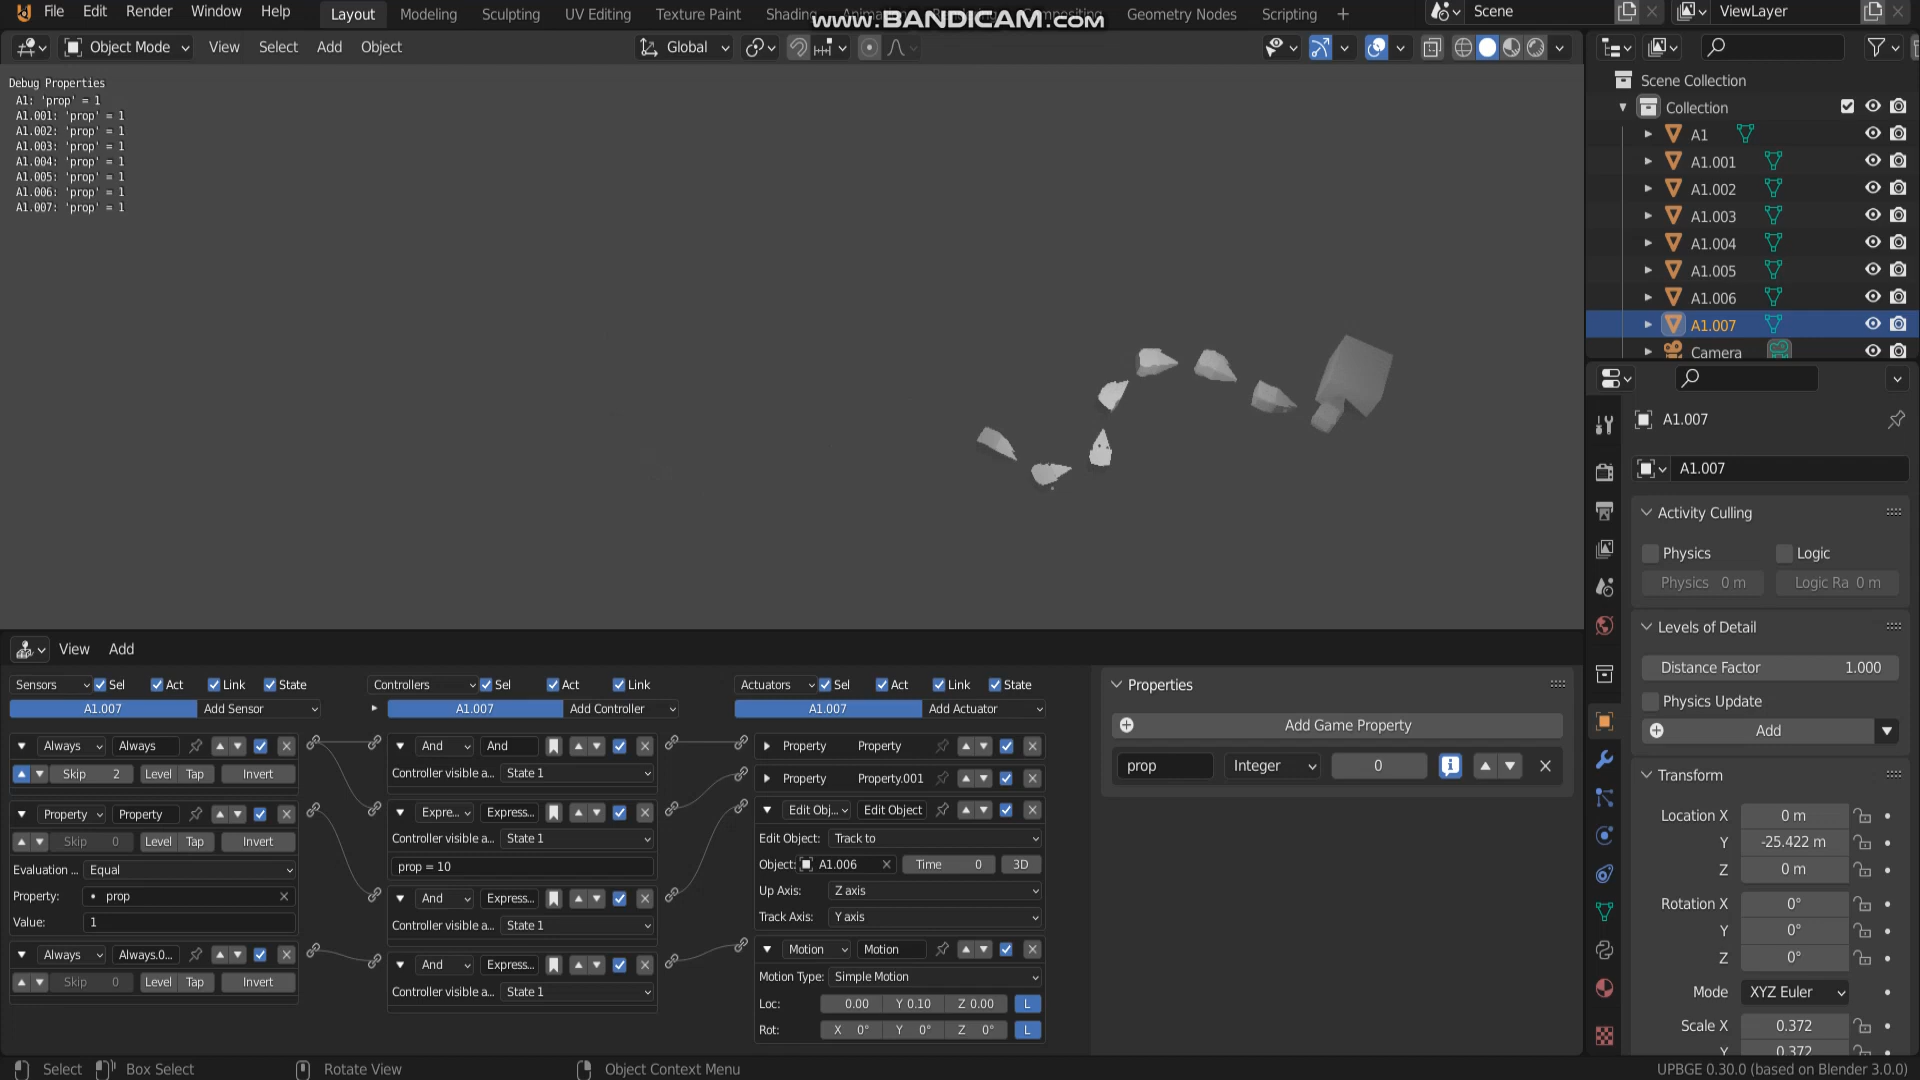 File Edit Render Window Help Layout Modeling Sculpting UV Editing Texture Paint Shading Geometry Nodes Scripting Scene ViewLayer
www.BANDICAM.com
Object Mode View Select Add Object Global
Debug Properties
A1: 'prop' = 1
A1.001: 'prop' = 1
A1.002: 'prop' = 1
A1.003: 'prop' = 1
A1.004: 'prop' = 1
A1.005: 'prop' = 1
A1.006: 'prop' = 1
A1.007: 'prop' = 1
Scene Collection
Collection
A1
A1.001
A1.002
A1.003
A1.004
A1.005
A1.006
A1.007
Camera
A1.007
A1.007
Activity Culling
Physics Logic
Physics 0 m Logic Ra 0 m
Levels of Detail
Distance Factor 1.000
Physics Update
Add
Transform
Location X 0 m
Y -25.422 m
Z 0 m
Rotation X 0°
Y 0°
Z 0°
Mode XYZ Euler
Scale X 0.372
Y 0.372
View Add
Sensors Sel Act Link State
A1.007 Add Sensor
Always Always
Skip 2 Level Tap Invert
Property Property
Skip 0 Level Tap Invert
Evaluation ... Equal
Property: • prop
Value: 1
Always Always.0...
Skip 0 Level Tap Invert
Controllers Sel Act Link
A1.007 Add Controller
And And
Controller visible a... State 1
Expre... Express...
Controller visible a... State 1
prop = 10
And Express...
Controller visible a... State 1
And Express...
Controller visible a... State 1
Actuators Sel Act Link State
A1.007 Add Actuator
Property Property
Property Property.001
Edit Obj... Edit Object
Edit Object: Track to
Object: A1.006 Time 0 3D
Up Axis: Z axis
Track Axis: Y axis
Motion Motion
Motion Type: Simple Motion
Loc: 0.00 Y 0.10 Z 0.00 L
Rot: X 0° Y 0° Z 0° L
Properties
Add Game Property
prop Integer 0
Select Box Select Rotate View Object Context Menu UPBGE 0.30.0 (based on Blender 3.0.0)